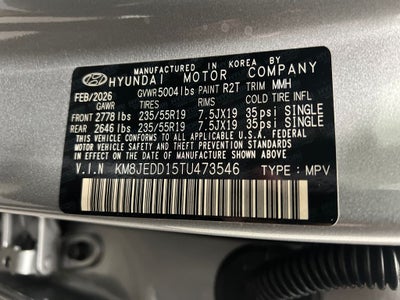 MANUFACTURED IN KOREA BY
HYUNDAI MOTOR COMPANY
FEB/2026 GVWR 5004 lbs PAINT R2T TRIM MMH
GAWR TIRES RIMS COLD TIRE INFL
FRONT 2778 lbs 235/55R19 7.5JX19 35psi SINGLE
REAR 2646 lbs 235/55R19 7.5JX19 35psi SINGLE
THIS VEHICLE CONFORMS TO ALL APPLICABLE U.S. FEDERAL
MOTOR VEHICLE SAFETY AND THEFT PREVENTION STANDARDS
IN EFFECT ON THE DATE OF MANUFACTURE SHOWN ABOVE.
V.I.N KM8JEDD15TU473546 TYPE : MPV